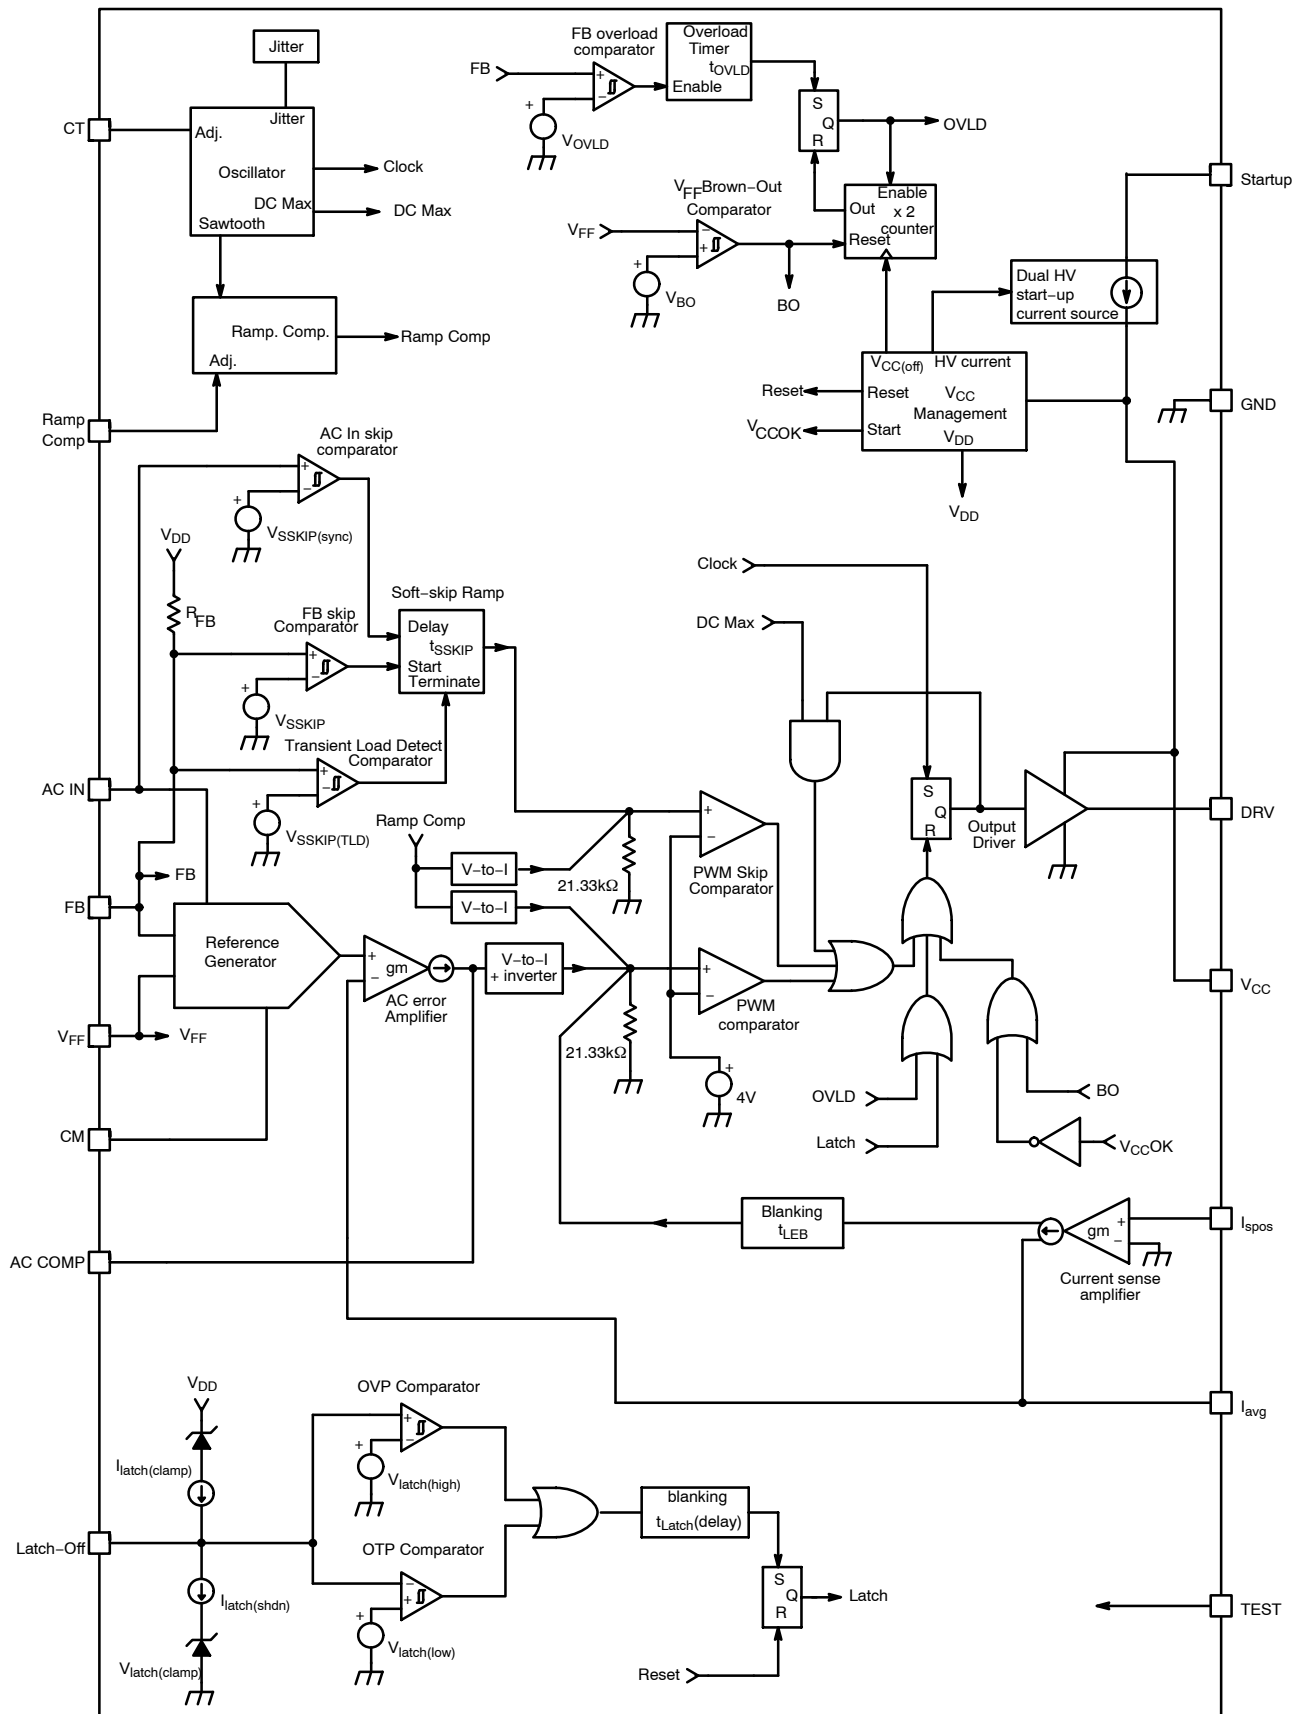 Jitter
CT
Adj.
Jitter
Oscillator
Clock
DC Max
DC Max
Sawtooth
Ramp. Comp.
Adj.
Ramp Comp
Ramp
Comp
FB overload
comparator
FB
+
−
+
VOVLD
Overload
Timer
tOVLD
Enable
S
Q
R
OVLD
VFF Brown−Out
Comparator
VFF
−
+
+
VBO
BO
Enable
Out
x 2
counter
Reset
Startup
Dual HV
start−up
current source
VCC(off)
HV current
Reset
Reset
VCC
Management
VCCOK
Start
VDD
VDD
GND
AC In skip
comparator
+
−
+
VSSKIP(sync)
VDD
RFB
FB skip
Comparator
+
−
+
VSSKIP
Soft−skip Ramp
Delay
tSSKIP
Start
Terminate
Transient Load Detect
Comparator
+
−
+
VSSKIP(TLD)
AC IN
FB
FB
Reference
Generator
VFF
VFF
CM
AC COMP
+
−
gm
AC error
Amplifier
Ramp Comp
V−to−I
V−to−I
V−to−I
+ inverter
21.33kΩ
21.33kΩ
+
−
PWM Skip
Comparator
+
−
PWM
comparator
+
4V
Clock
DC Max
S
Q
R
Output
Driver
DRV
VCC
OVLD
Latch
BO
VCCOK
Blanking
tLEB
gm
+
−
Current sense
amplifier
Ispos
Iavg
VDD
Ilatch(clamp)
Latch−Off
Ilatch(shdn)
Vlatch(clamp)
OVP Comparator
+
−
+
Vlatch(high)
OTP Comparator
−
+
+
Vlatch(low)
blanking
tLatch(delay)
S
Q
R
Latch
Reset
TEST